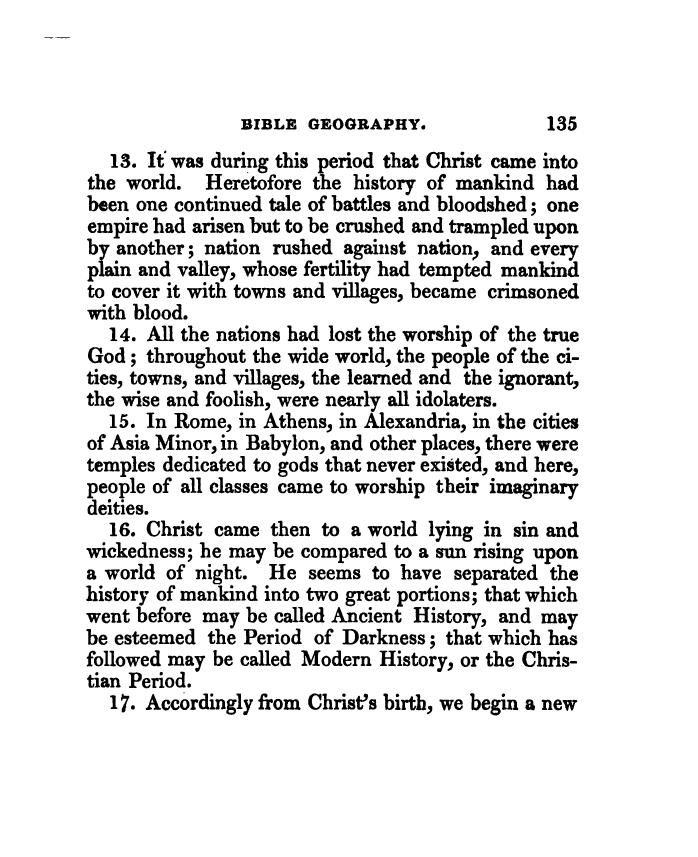 BIBLE GEOGRAPHY. 135
13. It was during this period that Christ came into
the world. Heretofore the history of mankind had
been one continued tale of battles and bloodshed; one
empire had arisen but to be crushed and trampled upon
by another; nation rushed against nation, and every
plain and valley, whose fertility had tempted mankind
to cover it with towns and villages, became crimsoned
with blood.
14. All the nations had lost the worship of the true
God; throughout the wide world, the people of the ci-
ties, towns, and villages, the learned and the ignorant,
the wise and foolish, were nearly all idolaters.
15. In Rome, in Athens, in Alexandria, in the cities
of Asia Minor, in Babylon, and other places, there were
temples dedicated to gods that never existed, and here,
people of all classes came to worship their imaginary
deities.
16. Christ came then to a world lying in sin and
wickedness; he may be compared to a sun rising upon
a world of night. He seems to have separated the
history of mankind into two great portions; that which
went before may be called Ancient History, and may
be esteemed the Period of Darkness; that which has
followed may be called Modern History, or the Chris-
tian Period.
17. Accordingly from Christ's birth, we begin a new